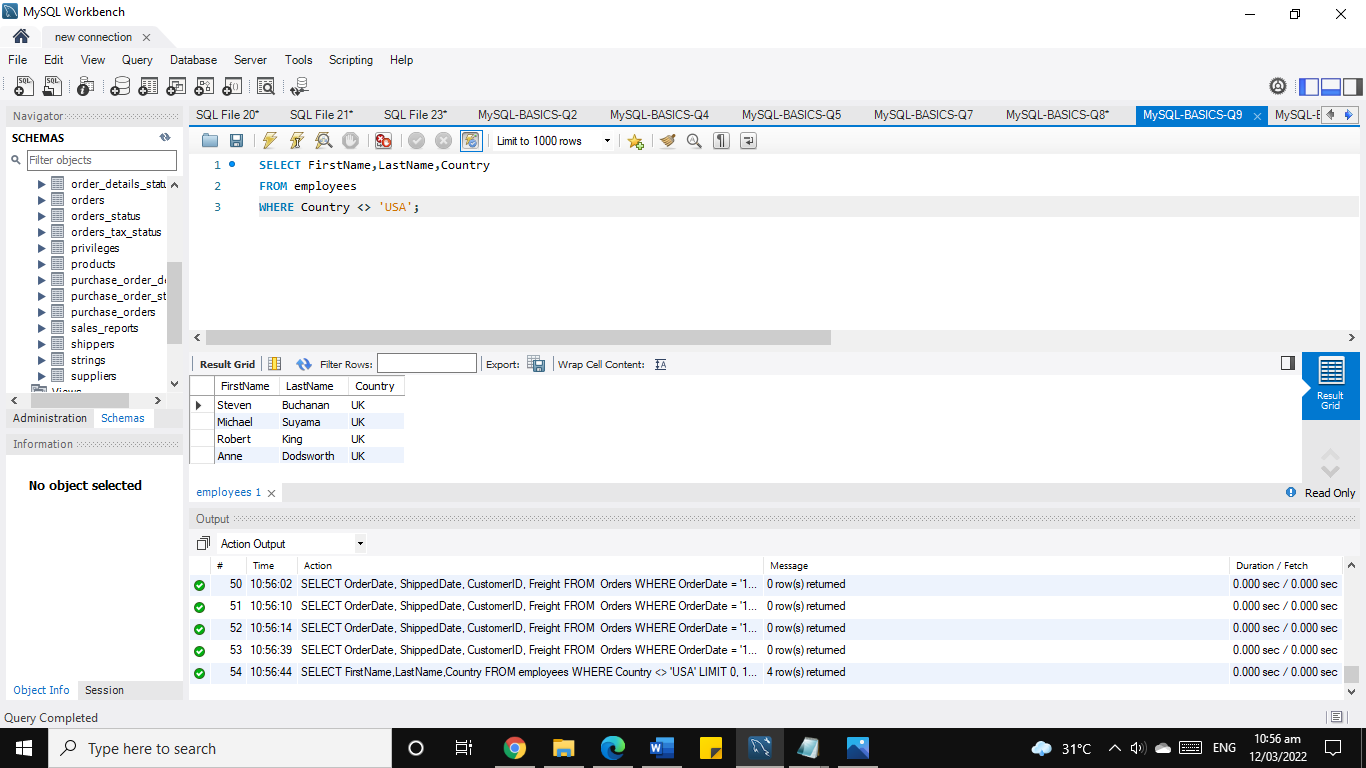 MySQL Workbench
new connection
File Edit View Query Database Server Tools Scripting Help
Navigator
SCHEMAS
Filter objects
order_details_statu
orders
orders_status
orders_tax_status
privileges
products
purchase_order_de
purchase_order_st
purchase_orders
sales_reports
shippers
strings
suppliers
Views
Administration Schemas
Information
No object selected
Object Info Session
SQL File 20* SQL File 21* SQL File 23* MySQL-BASICS-Q2 MySQL-BASICS-Q4 MySQL-BASICS-Q5 MySQL-BASICS-Q7 MySQL-BASICS-Q8* MySQL-BASICS-Q9 MySQL-E
Limit to 1000 rows
1 SELECT FirstName,LastName,Country
2 FROM employees
3 WHERE Country <> 'USA';
Result Grid Filter Rows: Export: Wrap Cell Content:
FirstName LastName Country
Steven Buchanan UK
Michael Suyama UK
Robert King UK
Anne Dodsworth UK
Result
Grid
employees 1 Read Only
Output
Action Output
# Time Action Message Duration / Fetch
50 10:56:02 SELECT OrderDate, ShippedDate, CustomerID, Freight FROM Orders WHERE OrderDate = '1... 0 row(s) returned 0.000 sec / 0.000 sec
51 10:56:10 SELECT OrderDate, ShippedDate, CustomerID, Freight FROM Orders WHERE OrderDate = '1... 0 row(s) returned 0.000 sec / 0.000 sec
52 10:56:14 SELECT OrderDate, ShippedDate, CustomerID, Freight FROM Orders WHERE OrderDate = '1... 0 row(s) returned 0.000 sec / 0.000 sec
53 10:56:39 SELECT OrderDate, ShippedDate, CustomerID, Freight FROM Orders WHERE OrderDate = '1... 0 row(s) returned 0.000 sec / 0.000 sec
54 10:56:44 SELECT FirstName,LastName,Country FROM employees WHERE Country <> 'USA' LIMIT 0, 1... 4 row(s) returned 0.000 sec / 0.000 sec
Query Completed
Type here to search
31°C ENG
10:56 am
12/03/2022